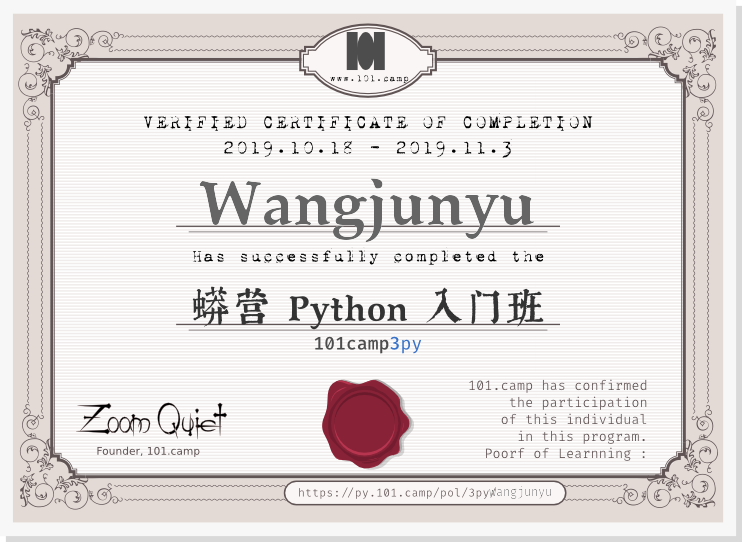 www.101.camp
VERIFIED CERTIFICATE OF COMPLETION
2019.10.18 - 2019.11.3
Wangjunyu
Has successfully completed the
蟒营 Python 入门班
101camp3py
Zoom Quiet
Founder, 101.camp
101.camp has confirmed
the participation
of this individual
in this program.
Poorf of Learnning :
https://py.101.camp/pol/3py/Wangjunyu